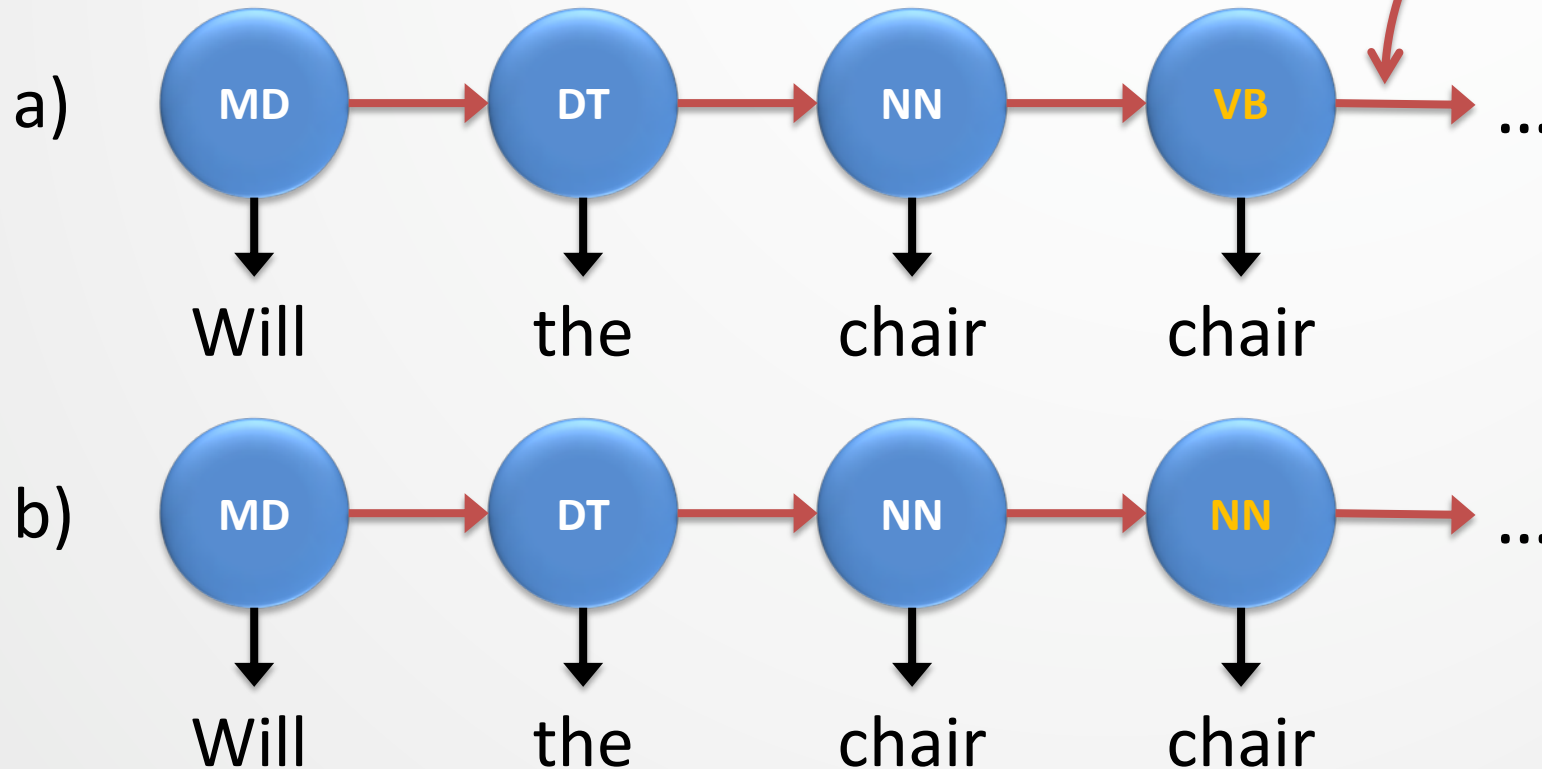 a) MD DT NN VB ...
Will the chair chair
b) MD DT NN NN ...
Will the chair chair